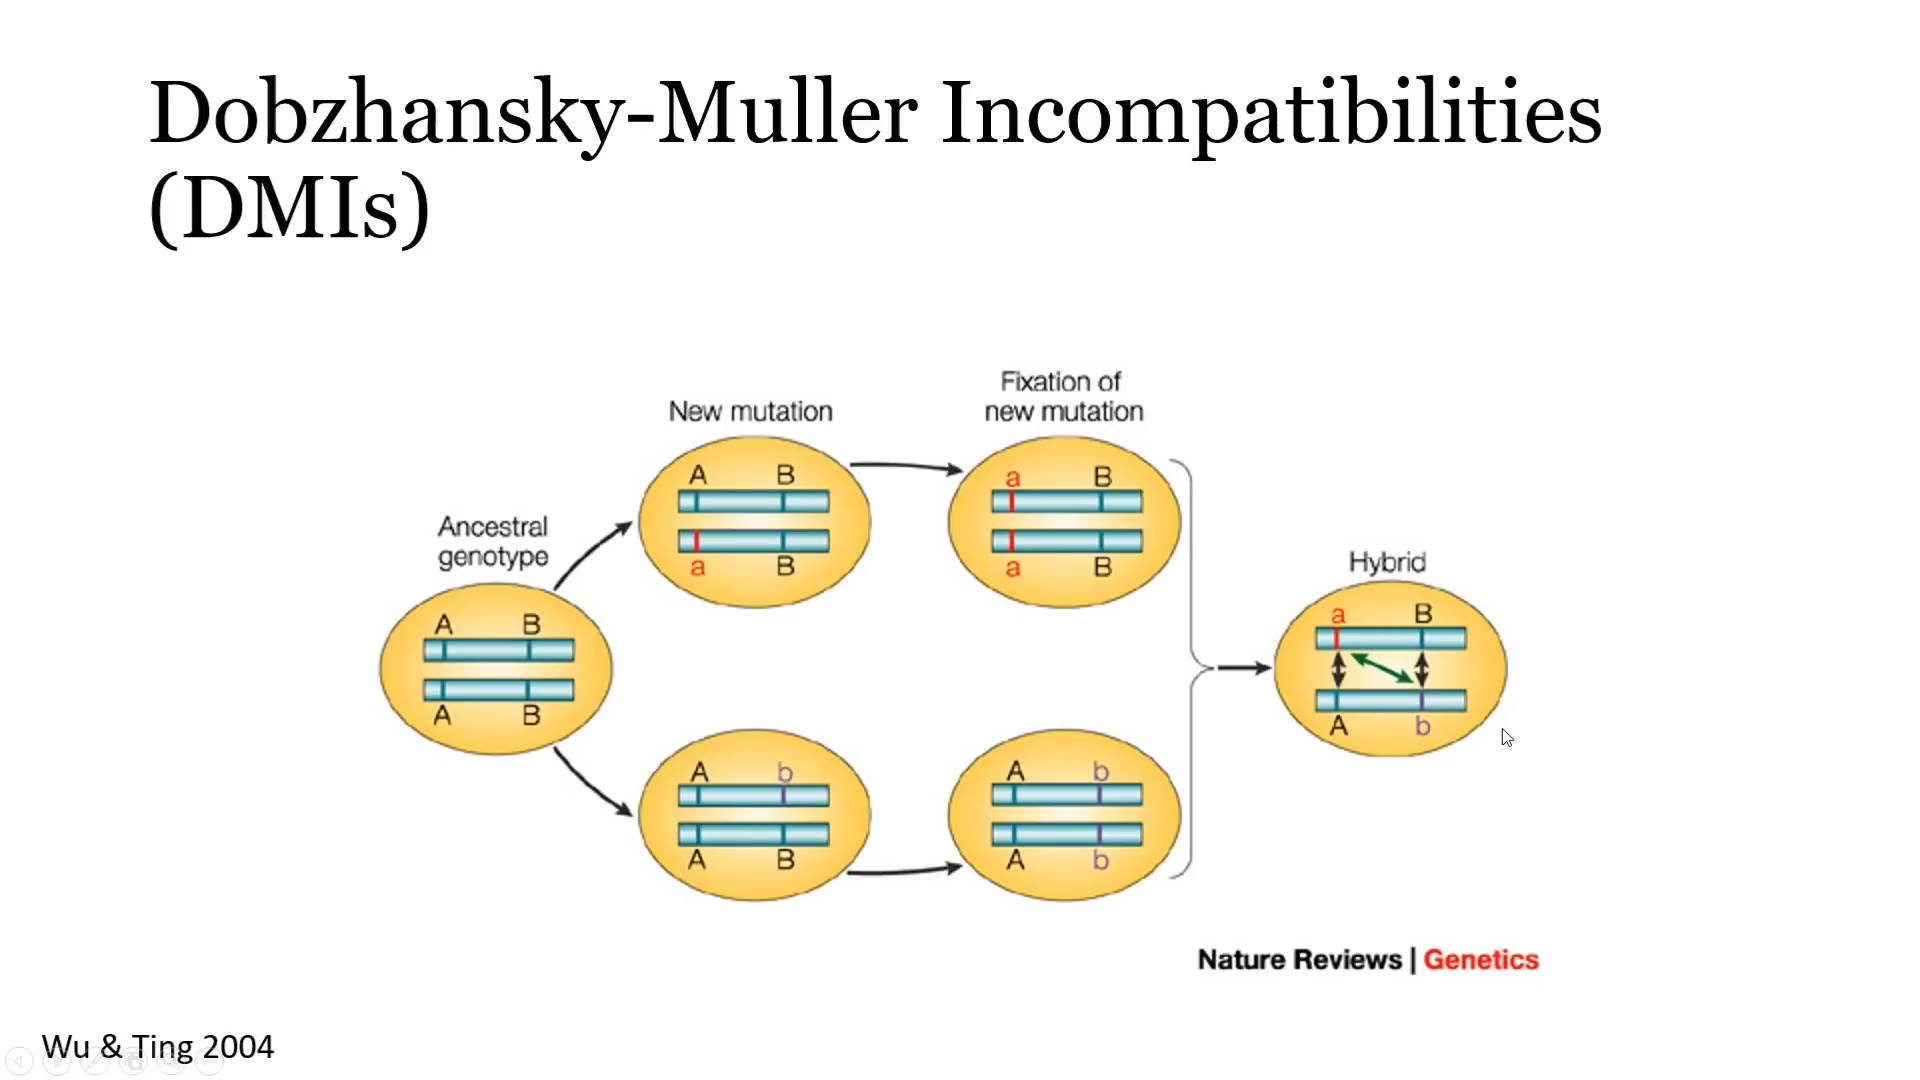 Dobzhansky-Muller Incompatibilities
(DMIs)
Ancestral
genotype
A B
A B
New mutation
A B
a B
Fixation of
new mutation
a B
a B
A b
A B
A b
A b
Hybrid
a B
A b
Nature Reviews | Genetics
Wu & Ting 2004